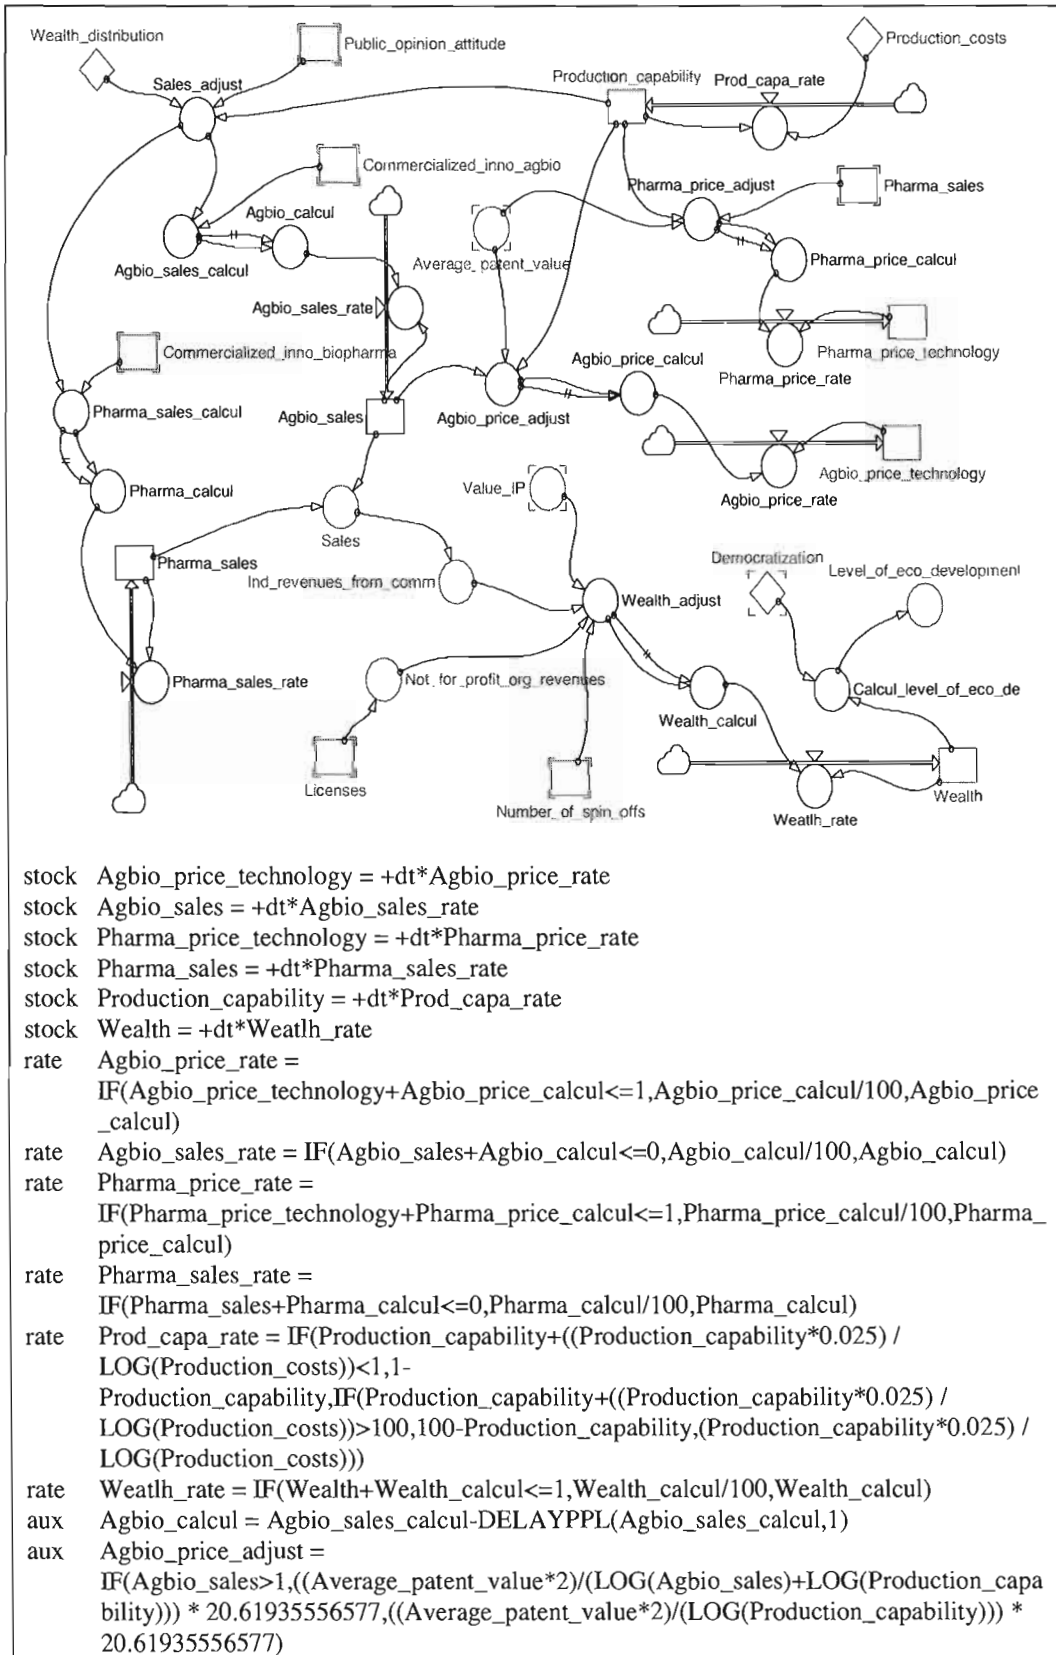 Wealth_distribution
Public_opinion_attitude
Production_costs
Sales_adjust
Production_capability
Prod_capa_rate
Commercialized_inno_agbio
Pharma_price_adjust
Pharma_sales
Agbio_calcul
Agbio_sales_calcul
Average_patent_value
Pharma_price_calcul
Agbio_sales_rate
Commercialized_inno_biopharma
Agbio_price_calcul
Pharma_price_technology
Pharma_price_rate
Pharma_sales_calcul
Agbio_sales
Agbio_price_adjust
Agbio_price_technology
Pharma_calcul
Value_IP
Agbio_price_rate
Sales
Pharma_sales
Ind_revenues_from_comm
Democratization
Level_of_eco_development
Wealth_adjust
Pharma_sales_rate
Not_for_profit_org_revenues
Calcul_level_of_eco_de
Wealth_calcul
Licenses
Number_of_spin_offs
Wealth
Weatlh_rate
stock Agbio_price_technology = +dt*Agbio_price_rate
stock Agbio_sales = +dt*Agbio_sales_rate
stock Pharma_price_technology = +dt*Pharma_price_rate
stock Pharma_sales = +dt*Pharma_sales_rate
stock Production_capability = +dt*Prod_capa_rate
stock Wealth = +dt*Weatlh_rate
rate Agbio_price_rate =
IF(Agbio_price_technology+Agbio_price_calcul<=1,Agbio_price_calcul/100,Agbio_price
_calcul)
rate Agbio_sales_rate = IF(Agbio_sales+Agbio_calcul<=0,Agbio_calcul/100,Agbio_calcul)
rate Pharma_price_rate =
IF(Pharma_price_technology+Pharma_price_calcul<=1,Pharma_price_calcul/100,Pharma_
price_calcul)
rate Pharma_sales_rate =
IF(Pharma_sales+Pharma_calcul<=0,Pharma_calcul/100,Pharma_calcul)
rate Prod_capa_rate = IF(Production_capability+((Production_capability*0.025) /
LOG(Production_costs))<1,1-
Production_capability,IF(Production_capability+((Production_capability*0.025) /
LOG(Production_costs))>100,100-Production_capability,(Production_capability*0.025) /
LOG(Production_costs)))
rate Weatlh_rate = IF(Wealth+Wealth_calcul<=1,Wealth_calcul/100,Wealth_calcul)
aux Agbio_calcul = Agbio_sales_calcul-DELAYPPL(Agbio_sales_calcul,1)
aux Agbio_price_adjust =
IF(Agbio_sales>1,((Average_patent_value*2)/(LOG(Agbio_sales)+LOG(Production_capa
bility))) * 20.61935556577,((Average_patent_value*2)/(LOG(Production_capability))) *
20.61935556577)